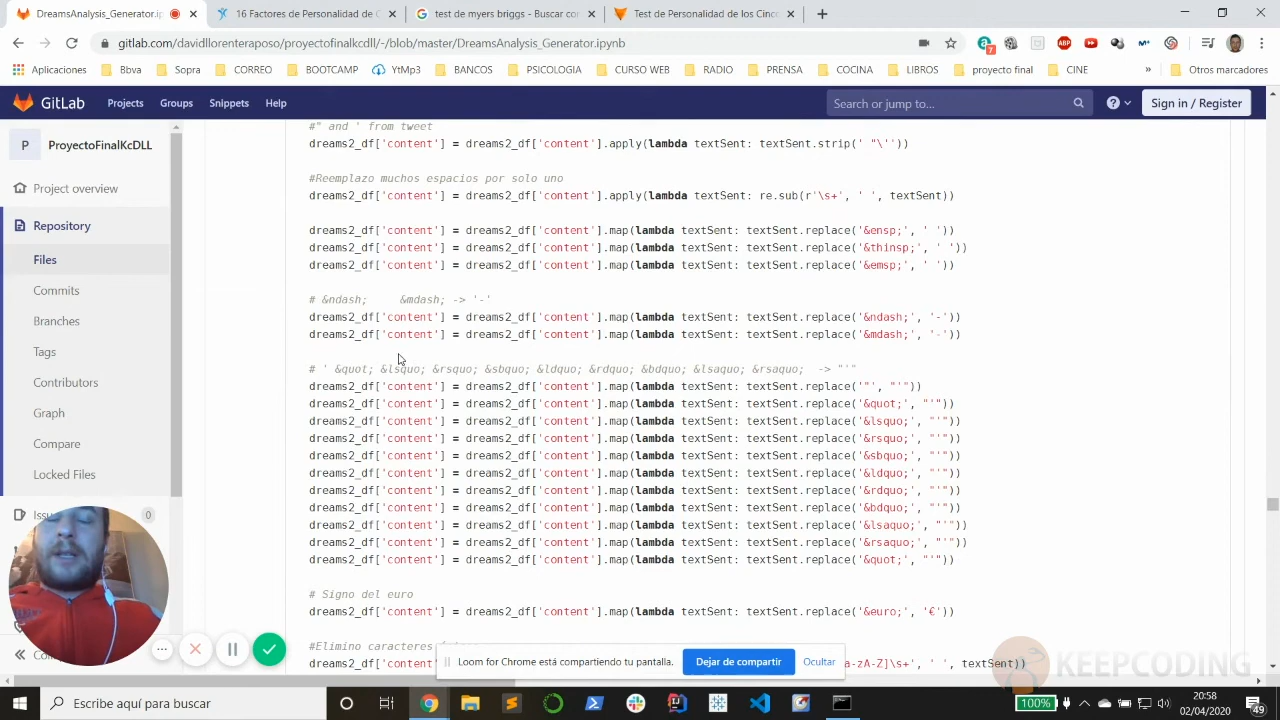 DreamsAnalysis_Generator.ip
16 Factores de Personalidad de C
test de myers briggs - Buscar con
Test de Personalidad de los Cinco
gitlab.com/davidllorenteraposo/proyectofinalkcdll/-/blob/master/DreamsAnalysis_Generator.ipynb
7
ABP
Aplicaciones
Bbva
Sopra
CORREO
BOOTCAMP
YtMp3
BANCOS
PSICOLOGIA
CURSO WEB
RADIO
PRENSA
COCINA
LIBROS
proyecto final
CINE
»
Otros marcadores
GitLab
Projects
Groups
Snippets
Help
Search or jump to...
Sign in / Register
P
ProyectoFinalKcDLL
Project overview
Repository
Files
Commits
Branches
Tags
Contributors
Graph
Compare
Locked Files
0
#" and ' from tweet
dreams2_df['content'] = dreams2_df['content'].apply(lambda textSent: textSent.strip(' "\''))
#Reemplazo muchos espacios por solo uno
dreams2_df['content'] = dreams2_df['content'].apply(lambda textSent: re.sub(r'\s+', ' ', textSent))
dreams2_df['content'] = dreams2_df['content'].map(lambda textSent: textSent.replace('&ensp;', ' '))
dreams2_df['content'] = dreams2_df['content'].map(lambda textSent: textSent.replace('&thinsp;', ' '))
dreams2_df['content'] = dreams2_df['content'].map(lambda textSent: textSent.replace('&emsp;', ' '))
# &ndash;     &mdash; -> '-'
dreams2_df['content'] = dreams2_df['content'].map(lambda textSent: textSent.replace('&ndash;', '-'))
dreams2_df['content'] = dreams2_df['content'].map(lambda textSent: textSent.replace('&mdash;', '-'))
# ' &quot; &lsquo; &rsquo; &sbquo; &ldquo; &rdquo; &bdquo; &lsaquo; &rsaquo;  -> "'"
dreams2_df['content'] = dreams2_df['content'].map(lambda textSent: textSent.replace('"', "'"))
dreams2_df['content'] = dreams2_df['content'].map(lambda textSent: textSent.replace('&quot;', "'"))
dreams2_df['content'] = dreams2_df['content'].map(lambda textSent: textSent.replace('&lsquo;', "'"))
dreams2_df['content'] = dreams2_df['content'].map(lambda textSent: textSent.replace('&rsquo;', "'"))
dreams2_df['content'] = dreams2_df['content'].map(lambda textSent: textSent.replace('&sbquo;', "'"))
dreams2_df['content'] = dreams2_df['content'].map(lambda textSent: textSent.replace('&ldquo;', "'"))
dreams2_df['content'] = dreams2_df['content'].map(lambda textSent: textSent.replace('&rdquo;', "'"))
dreams2_df['content'] = dreams2_df['content'].map(lambda textSent: textSent.replace('&bdquo;', "'"))
dreams2_df['content'] = dreams2_df['content'].map(lambda textSent: textSent.replace('&lsaquo;', "'"))
dreams2_df['content'] = dreams2_df['content'].map(lambda textSent: textSent.replace('&rsaquo;', "'"))
dreams2_df['content'] = dreams2_df['content'].map(lambda textSent: textSent.replace('&quot;', "'"))
# Signo del euro
dreams2_df['content'] = dreams2_df['content'].map(lambda textSent: textSent.replace('&euro;', '€'))
#Elimino caracteres
dreams2_df['content' a-zA-Z]\s+', ' ', textSent))
Loom for Chrome está compartiendo tu pantalla.
Dejar de compartir
Ocultar
KEEPCODING
Escribe aquí para buscar
100%
20:58
02/04/2020
49